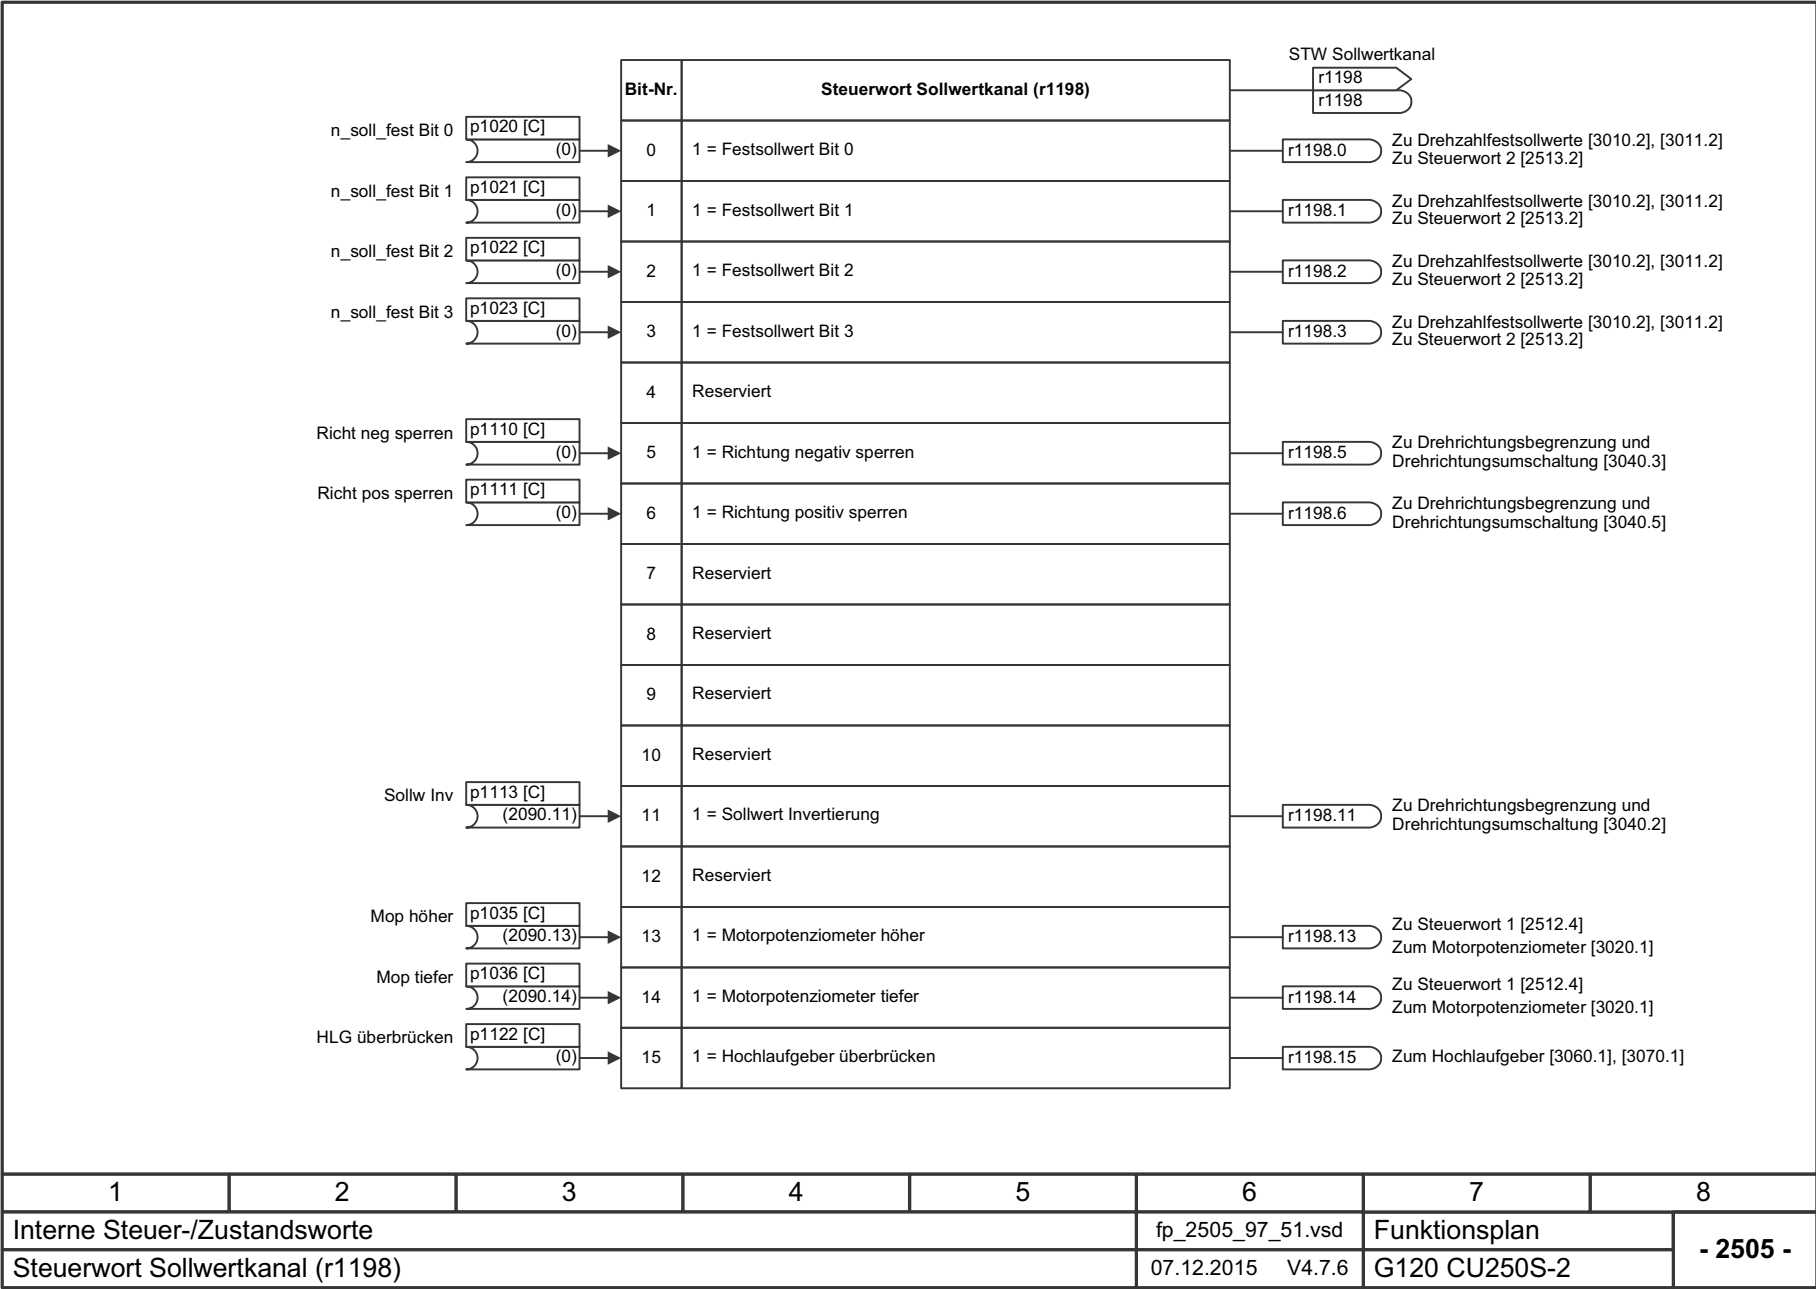 STW Sollwertkanal
r1198
r1198
Bit-Nr. Steuerwort Sollwertkanal (r1198)
n_soll_fest Bit 0 p1020 [C]
(0) 0 1 = Festsollwert Bit 0 r1198.0 Zu Drehzahlfestsollwerte [3010.2], [3011.2]
Zu Steuerwort 2 [2513.2]
n_soll_fest Bit 1 p1021 [C]
(0) 1 1 = Festsollwert Bit 1 r1198.1 Zu Drehzahlfestsollwerte [3010.2], [3011.2]
Zu Steuerwort 2 [2513.2]
n_soll_fest Bit 2 p1022 [C]
(0) 2 1 = Festsollwert Bit 2 r1198.2 Zu Drehzahlfestsollwerte [3010.2], [3011.2]
Zu Steuerwort 2 [2513.2]
n_soll_fest Bit 3 p1023 [C]
(0) 3 1 = Festsollwert Bit 3 r1198.3 Zu Drehzahlfestsollwerte [3010.2], [3011.2]
Zu Steuerwort 2 [2513.2]
4 Reserviert
Richt neg sperren p1110 [C]
(0) 5 1 = Richtung negativ sperren r1198.5 Zu Drehrichtungsbegrenzung und
Drehrichtungsumschaltung [3040.3]
Richt pos sperren p1111 [C]
(0) 6 1 = Richtung positiv sperren r1198.6 Zu Drehrichtungsbegrenzung und
Drehrichtungsumschaltung [3040.5]
7 Reserviert
8 Reserviert
9 Reserviert
10 Reserviert
Sollw Inv p1113 [C]
(2090.11) 11 1 = Sollwert Invertierung r1198.11 Zu Drehrichtungsbegrenzung und
Drehrichtungsumschaltung [3040.2]
12 Reserviert
Mop höher p1035 [C]
(2090.13) 13 1 = Motorpotenziometer höher r1198.13 Zu Steuerwort 1 [2512.4]
Zum Motorpotenziometer [3020.1]
Mop tiefer p1036 [C]
(2090.14) 14 1 = Motorpotenziometer tiefer r1198.14 Zu Steuerwort 1 [2512.4]
Zum Motorpotenziometer [3020.1]
HLG überbrücken p1122 [C]
(0) 15 1 = Hochlaufgeber überbrücken r1198.15 Zum Hochlaufgeber [3060.1], [3070.1]
1 2 3 4 5 6 7 8
Interne Steuer-/Zustandsworte fp_2505_97_51.vsd Funktionsplan - 2505 -
Steuerwort Sollwertkanal (r1198) 07.12.2015 V4.7.6 G120 CU250S-2